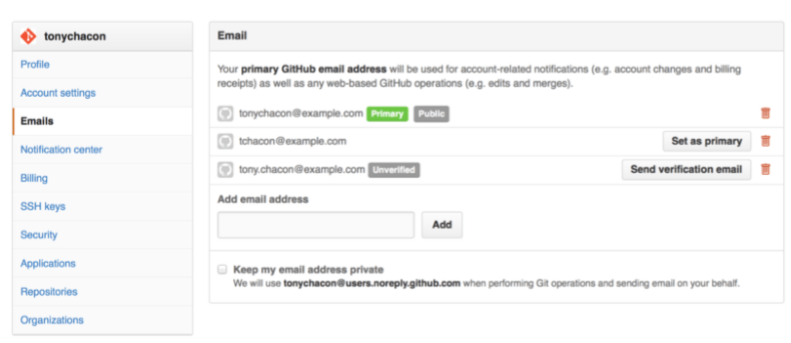 tonychacon
Profile
Account settings
Emails
Notification center
Billing
SSH keys
Security
Applications
Repositories
Organizations
Email
Your primary GitHub email address will be used for account-related notifications (e.g. account changes and billing
receipts) as well as any web-based GitHub operations (e.g. edits and merges).
tonychacon@example.com Primary Public
tchacon@example.com Set as primary
tony.chacon@example.com Unverified Send verification email
Add email address
Add
Keep my email address private
We will use tonychacon@users.noreply.github.com when performing Git operations and sending email on your behalf.